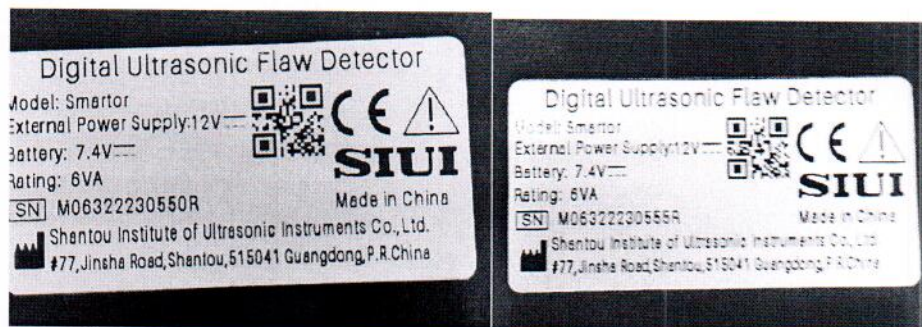 Digital Ultrasonic Flaw Detector
Model: Smartor
External Power Supply:12V
Battery: 7.4V
Rating: 6VA
SN M06322230550R
CE
SIUI
Made in China
Shantou Institute of Ultrasonic Instruments Co., Ltd.
#77,Jinsha Road,Shantou,515041 Guangdong,P.R.China
Digital Ultrasonic Flaw Detector
Model: Smartor
External Power Supply:12V
Battery: 7.4V
Rating: 6VA
SN M06322230555R
CE
SIUI
Made in China
Shantou Institute of Ultrasonic Instruments Co., Ltd.
#77,Jinsha Road,Shantou,515041 Guangdong,P.R.China